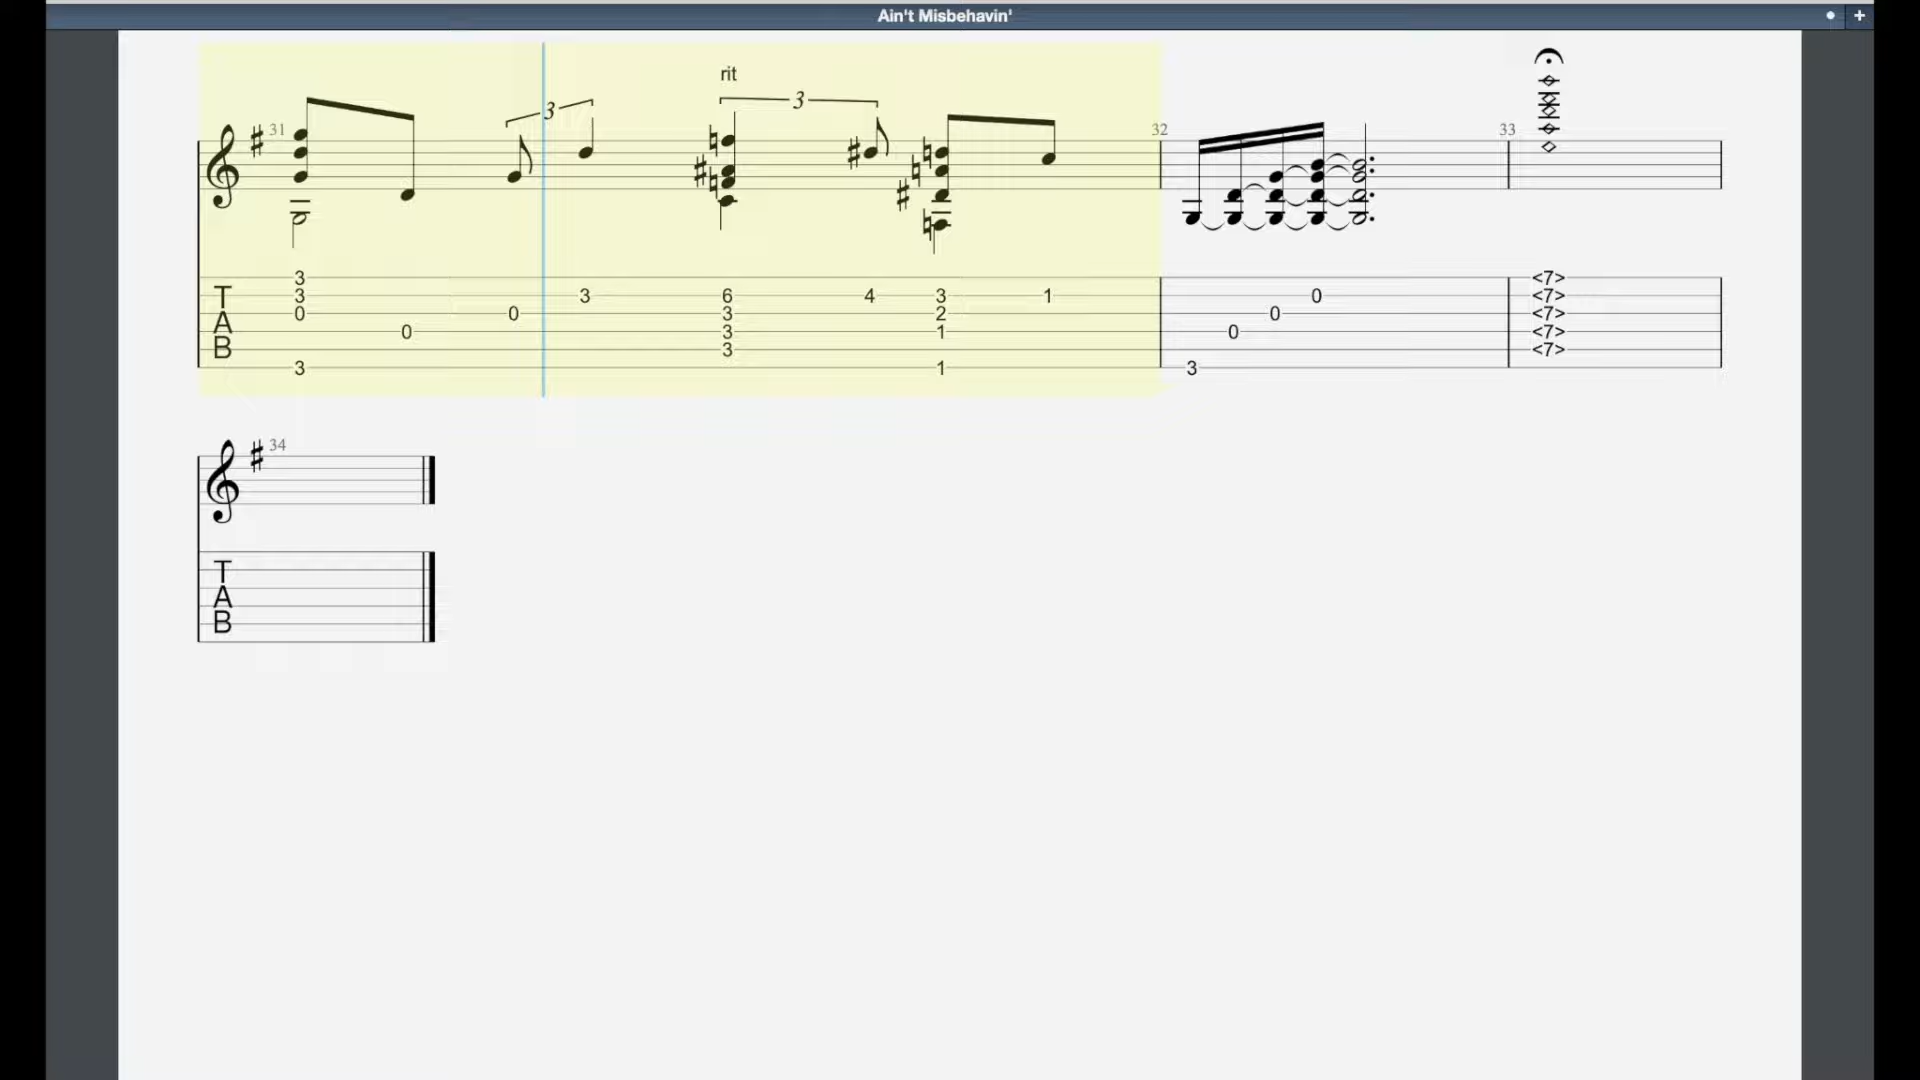 Ain't Misbehavin'
+
rit
3 3
31 32 33
T
A
B
3 3 6 4 3 1 0 <7>
3 3 <7>
0 0 3 2 0 <7>
0 3 1 0 <7>
3 <7>
3 1 3
34
T
A
B